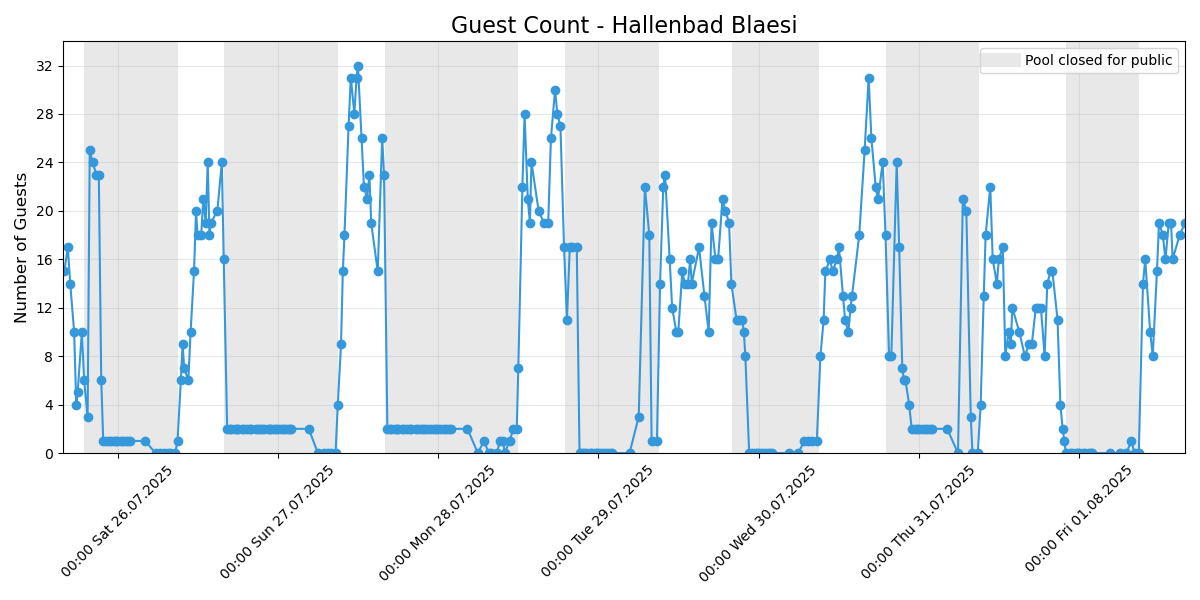 Guest Count - Hallenbad Blaesi
Pool closed for public
Number of Guests
32
28
24
20
16
12
8
4
0
00:00 Sat 26.07.2025
00:00 Sun 27.07.2025
00:00 Mon 28.07.2025
00:00 Tue 29.07.2025
00:00 Wed 30.07.2025
00:00 Thu 31.07.2025
00:00 Fri 01.08.2025